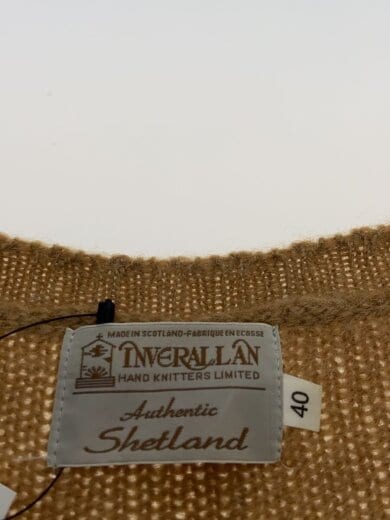 MADE IN SCOTLAND-FABRIQUE EN ECOSSE
INVERALLAN
HAND KNITTERS LIMITED
Authentic
Shetland
40